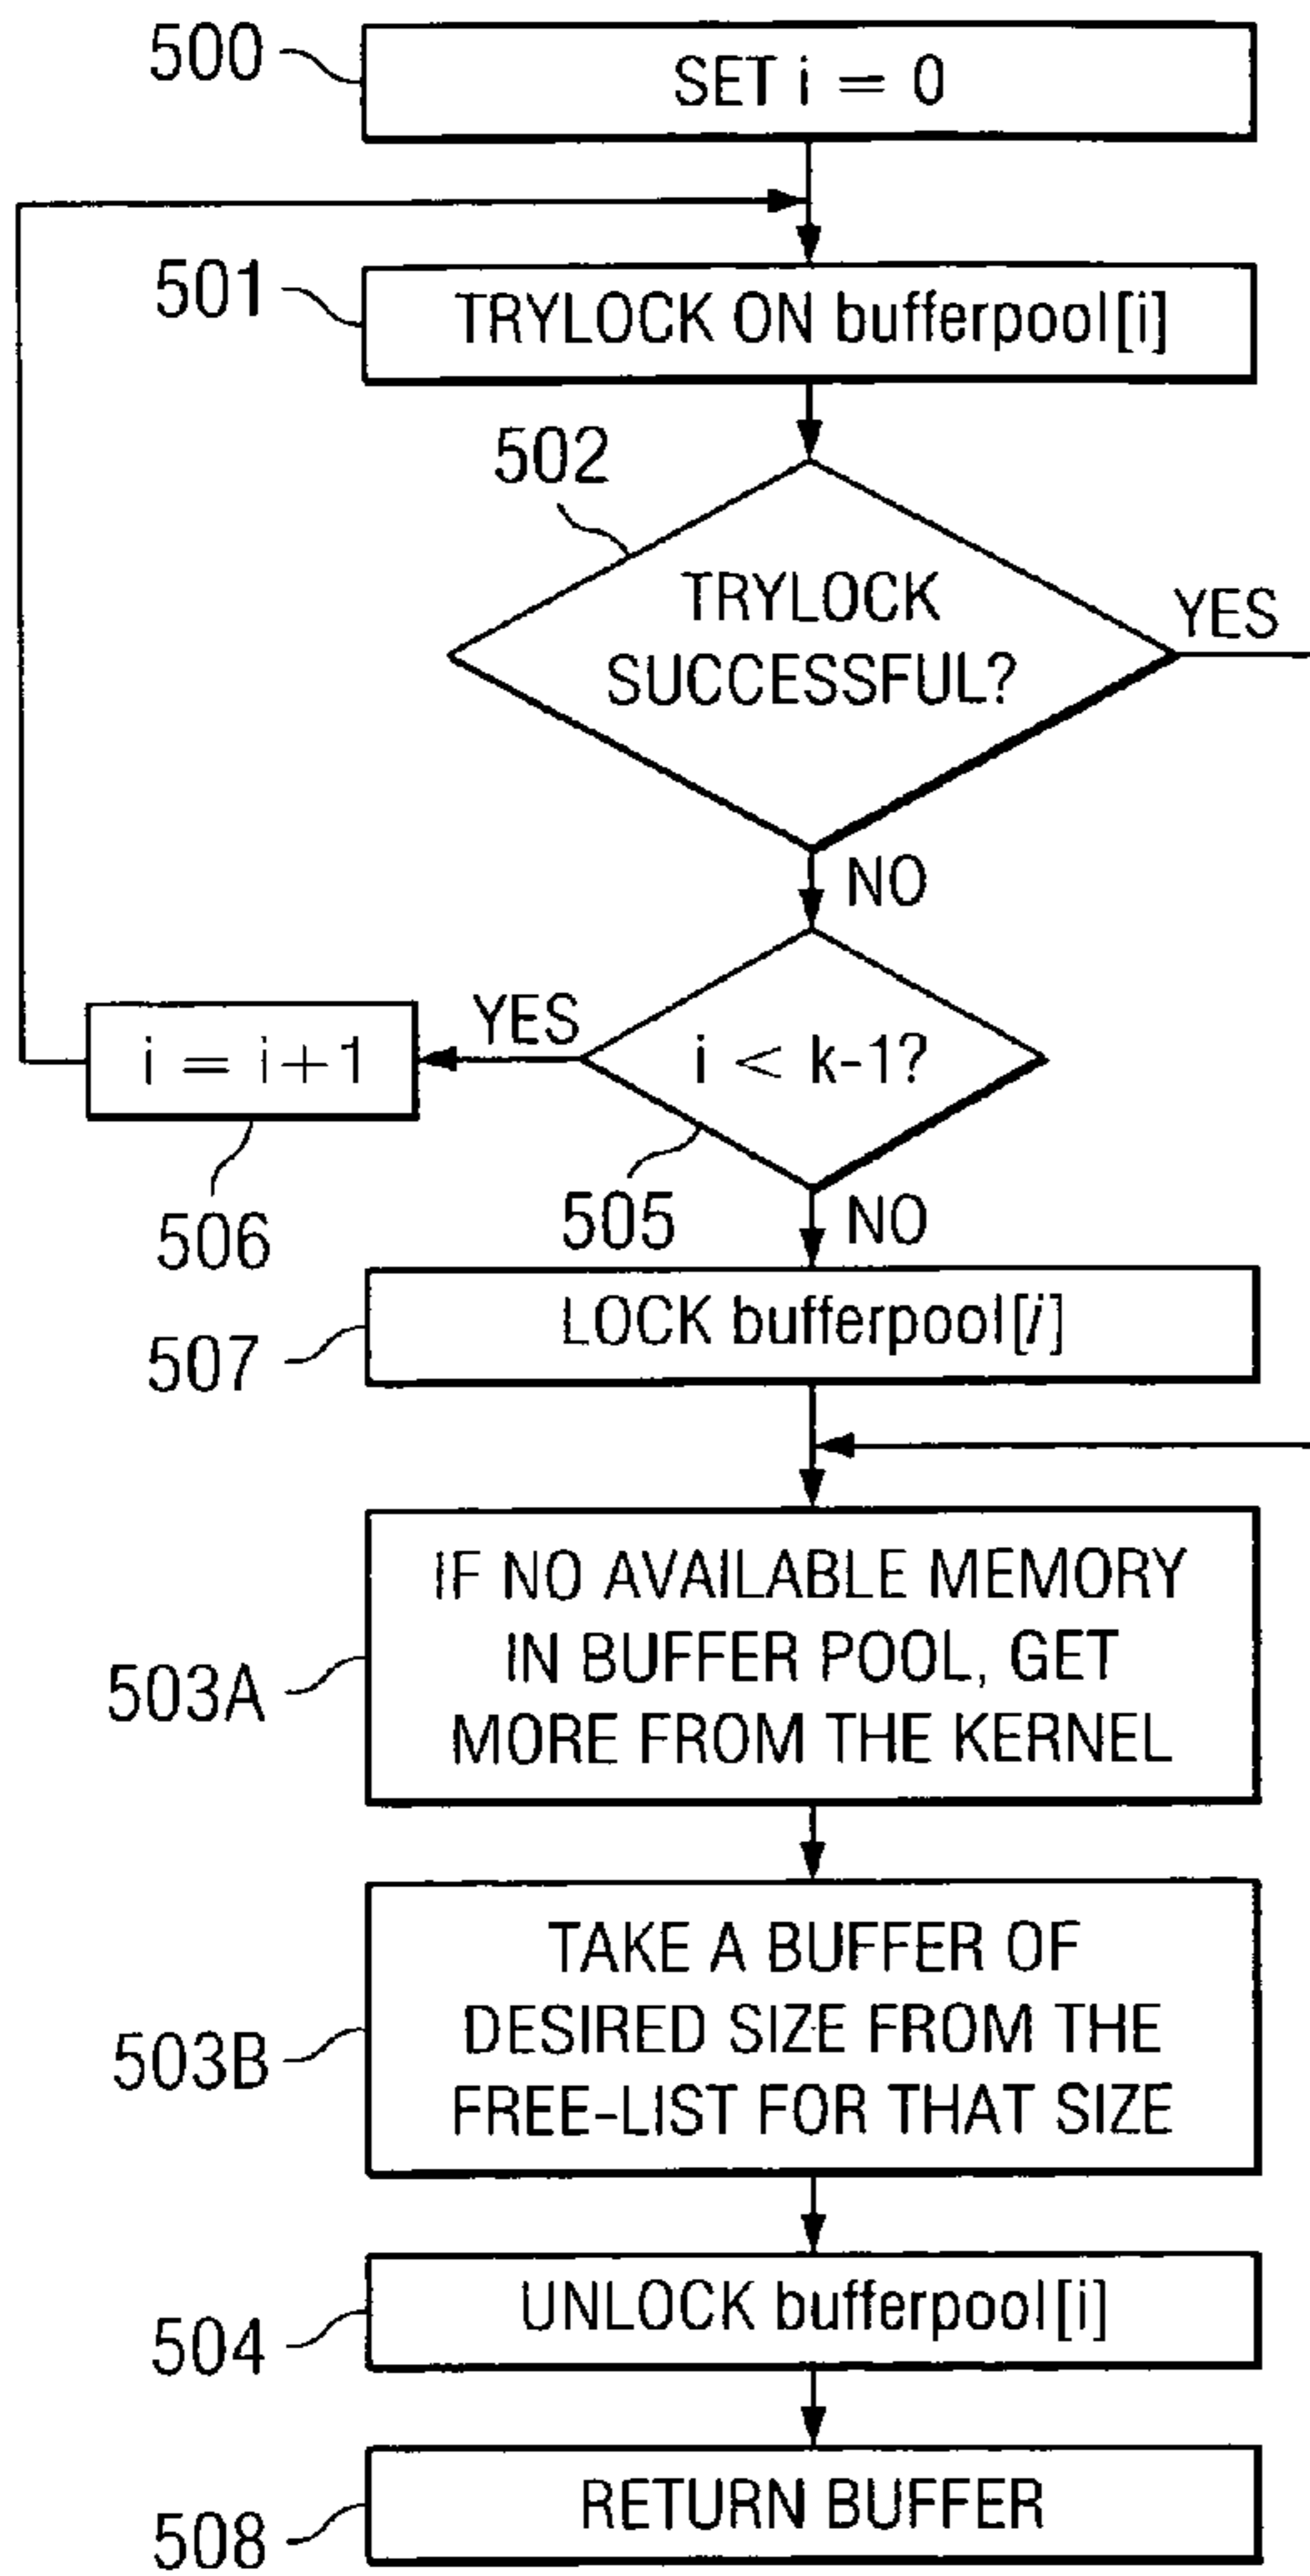 500
SET i = 0
501
TRYLOCK ON bufferpool[i]
502
TRYLOCK
SUCCESSFUL?
YES
NO
i = i+1
YES
i < k-1?
506
505
NO
LOCK bufferpool[i]
507
IF NO AVAILABLE MEMORY
IN BUFFER POOL, GET
MORE FROM THE KERNEL
503A
TAKE A BUFFER OF
DESIRED SIZE FROM THE
FREE-LIST FOR THAT SIZE
503B
UNLOCK bufferpool[i]
504
RETURN BUFFER
508